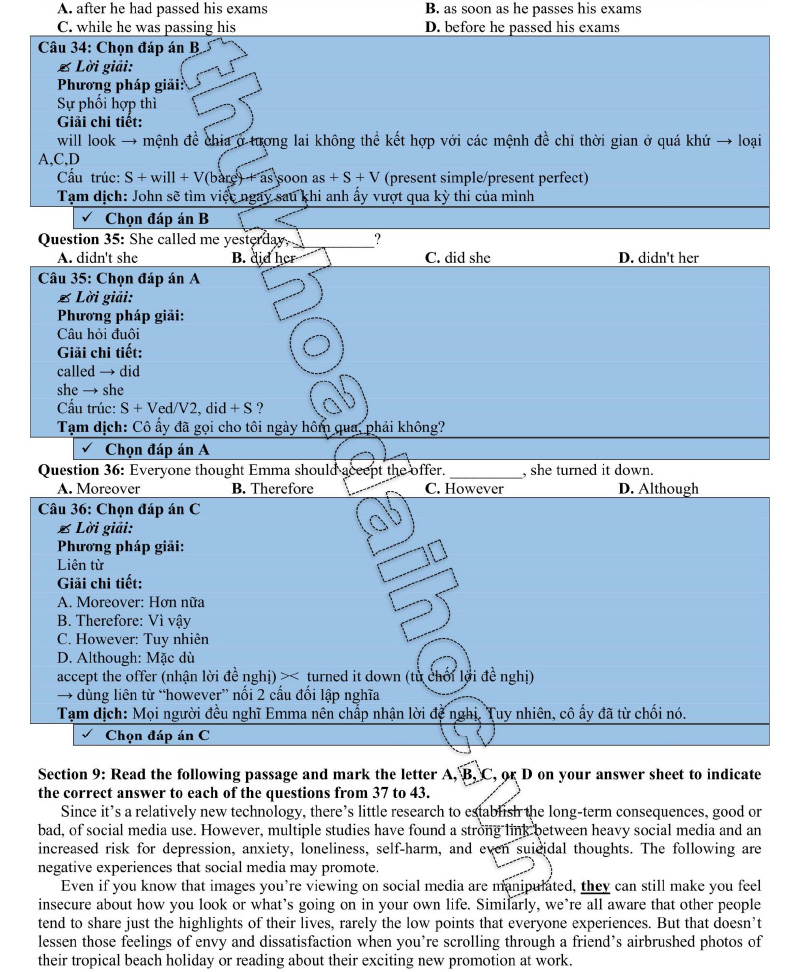 A. after he had passed his exams B. as soon as he passes his exams
C. while he was passing his D. before he passed his exams
Câu 34: Chọn đáp án B
Lời giải:
Phương pháp giải:
Sự phối hợp thì
Giải chi tiết:
will look → mệnh đề chia ở tương lai không thể kết hợp với các mệnh đề chỉ thời gian ở quá khứ → loại
A,C,D
Cấu trúc: S + will + V(bare) + as soon as + S + V (present simple/present perfect)
Tạm dịch: John sẽ tìm việc ngay sau khi anh ấy vượt qua kỳ thi của mình
✓ Chọn đáp án B
Question 35: She called me yesterday, ___________?
A. didn't she B. did her C. did she D. didn't her
Câu 35: Chọn đáp án A
Lời giải:
Phương pháp giải:
Câu hỏi đuôi
Giải chi tiết:
called → did
she → she
Cấu trúc: S + Ved/V2, did + S ?
Tạm dịch: Cô ấy đã gọi cho tôi ngày hôm qua, phải không?
✓ Chọn đáp án A
Question 36: Everyone thought Emma should accept the offer. __________, she turned it down.
A. Moreover B. Therefore C. However D. Although
Câu 36: Chọn đáp án C
Lời giải:
Phương pháp giải:
Liên từ
Giải chi tiết:
A. Moreover: Hơn nữa
B. Therefore: Vì vậy
C. However: Tuy nhiên
D. Although: Mặc dù
accept the offer (nhận lời đề nghị) >< turned it down (từ chối lời đề nghị)
→ dùng liên từ “however” nối 2 câu đối lập nghĩa
Tạm dịch: Mọi người đều nghĩ Emma nên chấp nhận lời đề nghị. Tuy nhiên, cô ấy đã từ chối nó.
✓ Chọn đáp án C
Section 9: Read the following passage and mark the letter A, B, C, or D on your answer sheet to indicate
the correct answer to each of the questions from 37 to 43.
Since it’s a relatively new technology, there’s little research to establish the long-term consequences, good or
bad, of social media use. However, multiple studies have found a strong link between heavy social media and an
increased risk for depression, anxiety, loneliness, self-harm, and even suicidal thoughts. The following are
negative experiences that social media may promote.
Even if you know that images you’re viewing on social media are manipulated, they can still make you feel
insecure about how you look or what’s going on in your own life. Similarly, we’re all aware that other people
tend to share just the highlights of their lives, rarely the low points that everyone experiences. But that doesn’t
lessen those feelings of envy and dissatisfaction when you’re scrolling through a friend’s airbrushed photos of
their tropical beach holiday or reading about their exciting new promotion at work.
thukhoadaihoc.vn